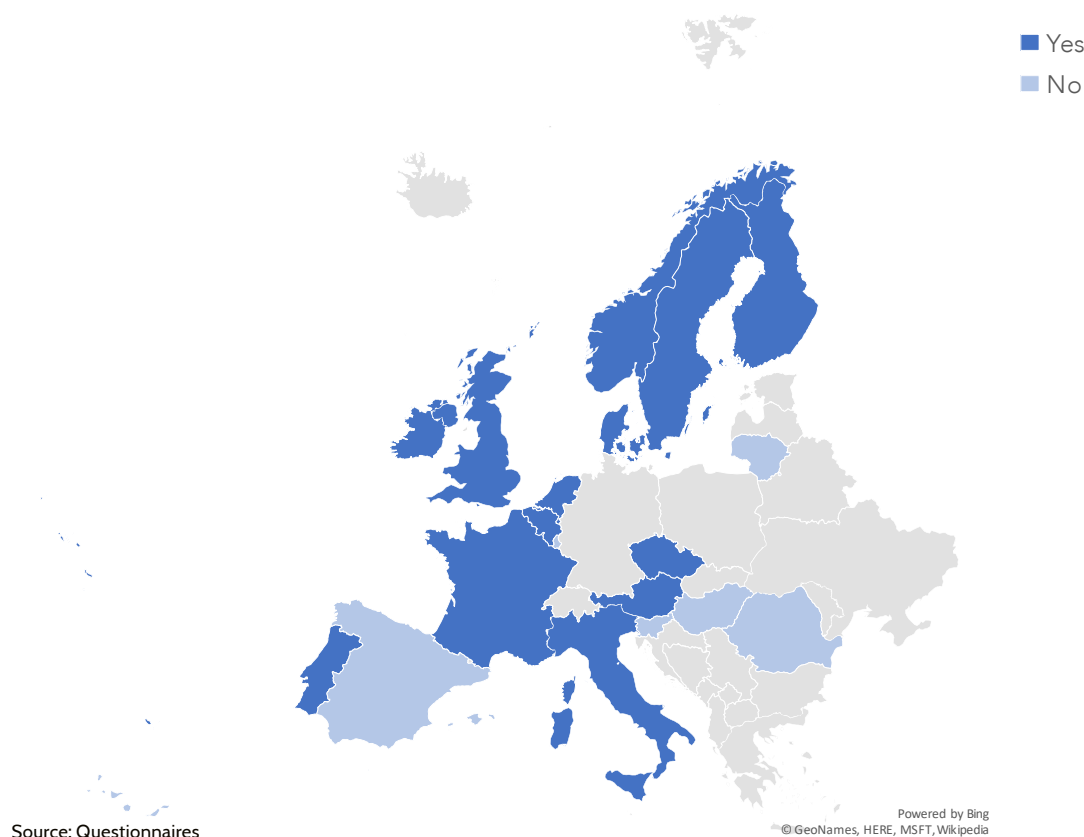 Yes
No
Powered by Bing
© GeoNames, HERE, MSFT, Wikipedia
Source: Questionnaires